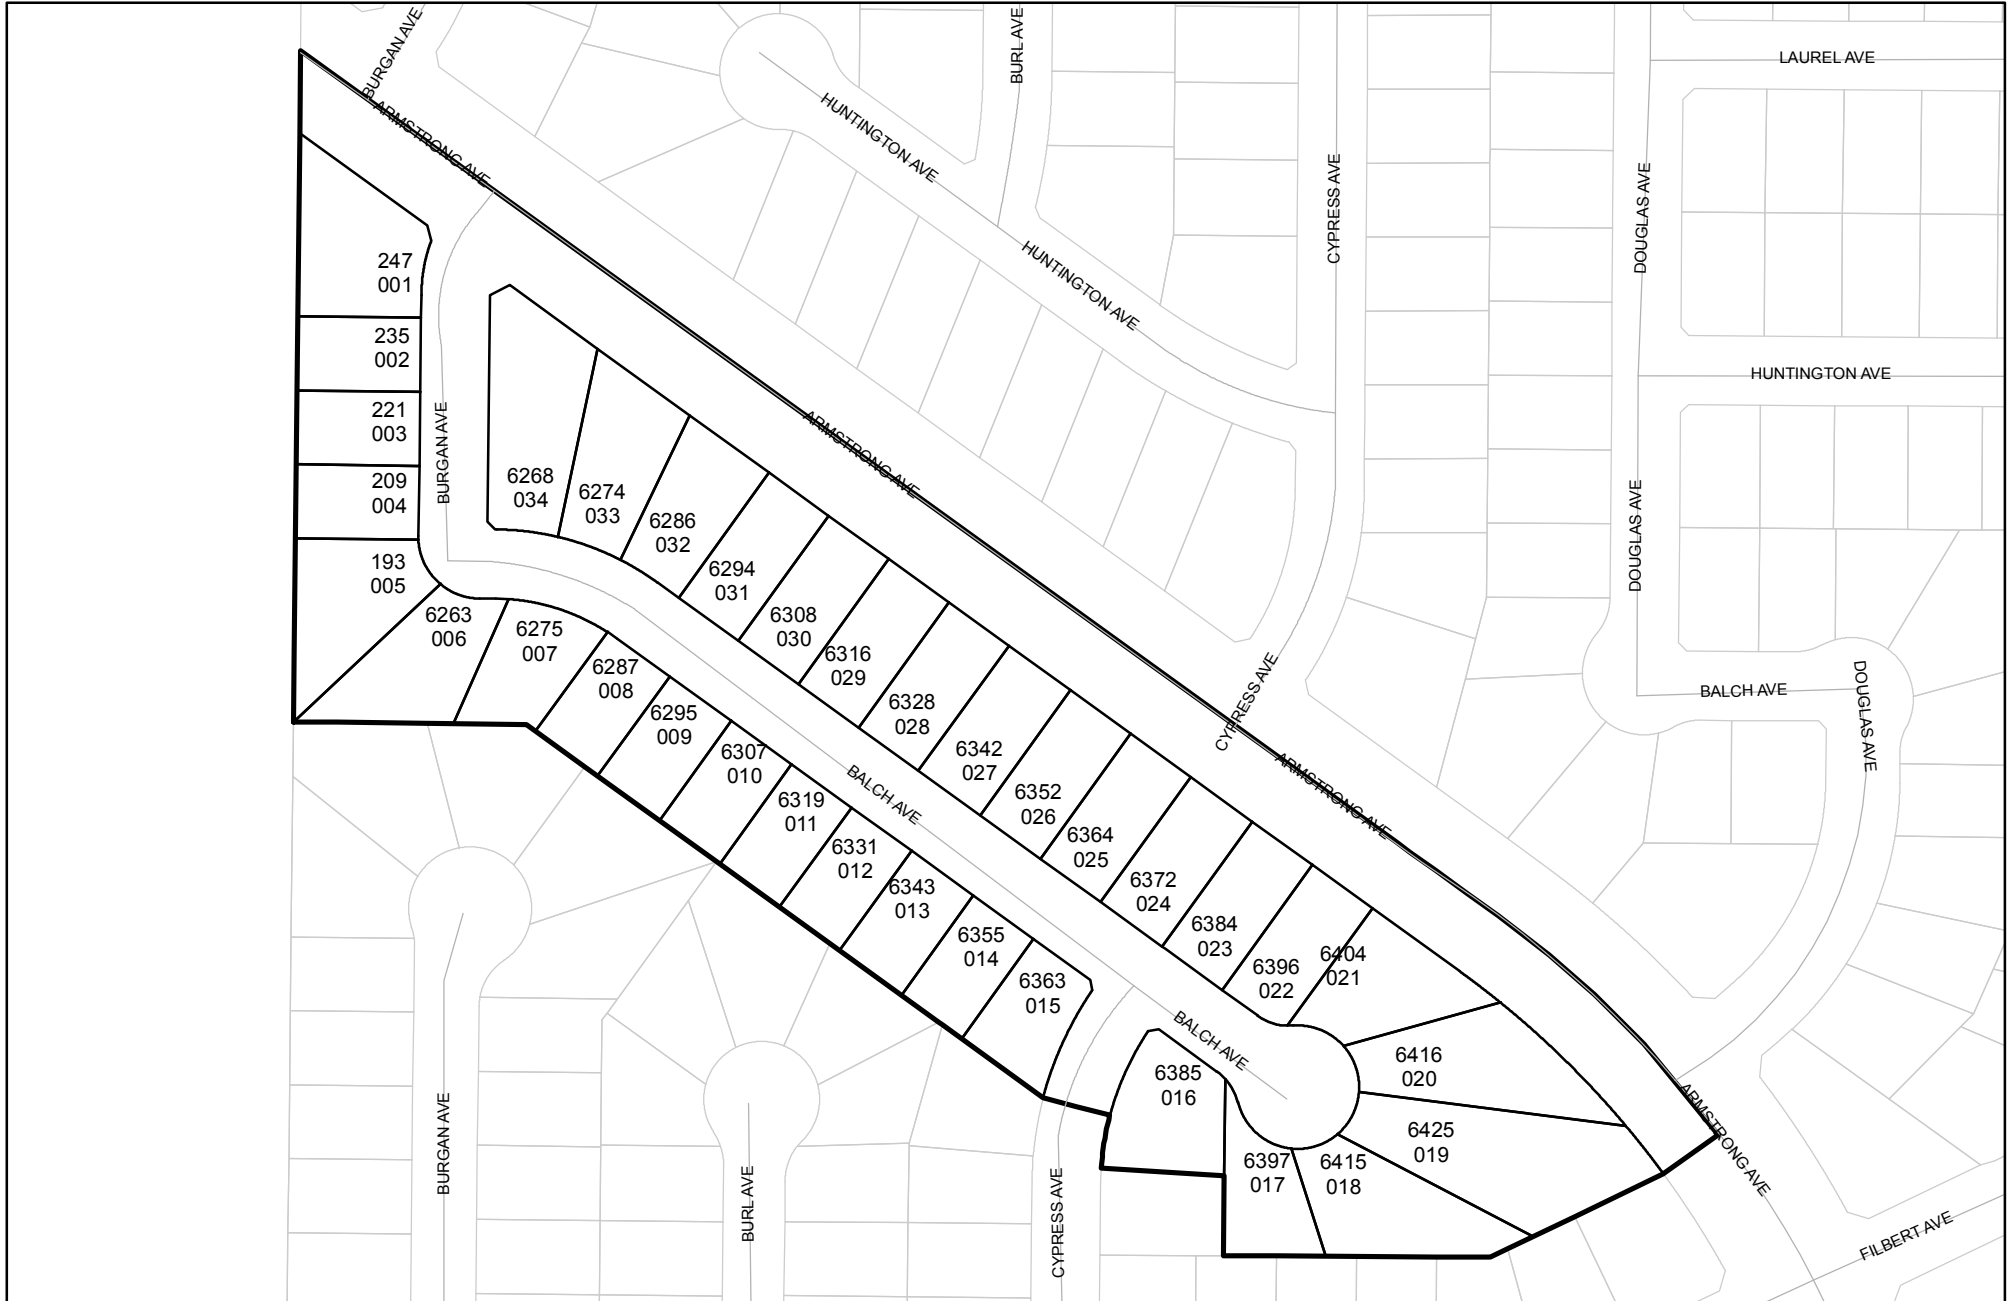 BURGAN AVE
ARMSTRONG AVE
HUNTINGTON AVE
BURL AVE
HUNTINGTON AVE
CYPRESS AVE
DOUGLAS AVE
LAUREL AVE
HUNTINGTON AVE
DOUGLAS AVE
BALCH AVE
DOUGLAS AVE
BURGAN AVE
ARMSTRONG AVE
CYPRESS AVE
ARMSTRONG AVE
BALCH AVE
BALCH AVE
ARMSTRONG AVE
FILBERT AVE
BURGAN AVE
BURL AVE
CYPRESS AVE
247
001
235
002
221
003
209
004
193
005
6263
006
6275
007
6287
008
6295
009
6307
010
6319
011
6331
012
6343
013
6355
014
6363
015
6385
016
6397
017
6415
018
6425
019
6416
020
6404
021
6396
022
6384
023
6372
024
6364
025
6352
026
6342
027
6328
028
6316
029
6308
030
6294
031
6286
032
6274
033
6268
034